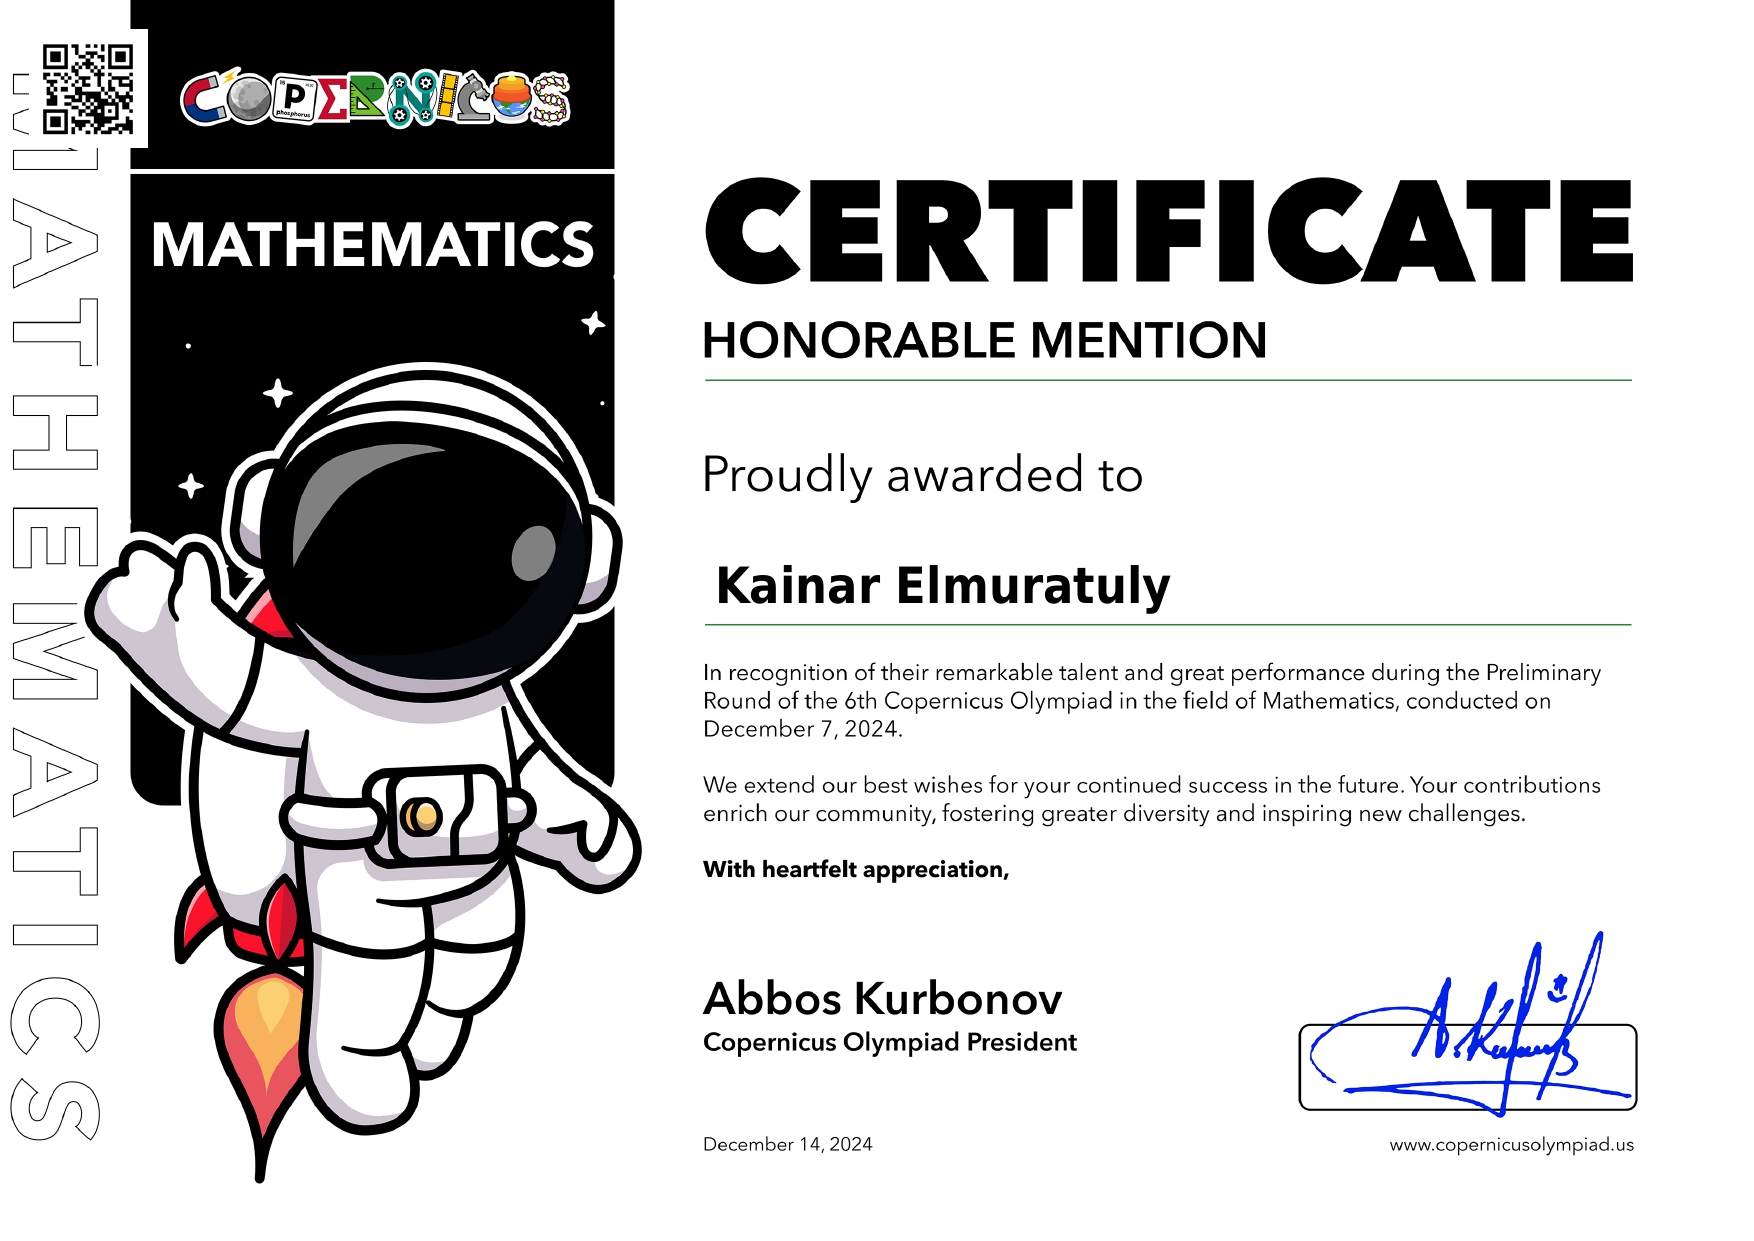 COPERNICUS
MATHEMATICS
MATHEMATICS
CERTIFICATE
HONORABLE MENTION
Proudly awarded to
Kainar Elmuratuly
In recognition of their remarkable talent and great performance during the Preliminary
Round of the 6th Copernicus Olympiad in the field of Mathematics, conducted on
December 7, 2024.
We extend our best wishes for your continued success in the future. Your contributions
enrich our community, fostering greater diversity and inspiring new challenges.
With heartfelt appreciation,
Abbos Kurbonov
Copernicus Olympiad President
December 14, 2024
www.copernicusolympiad.us